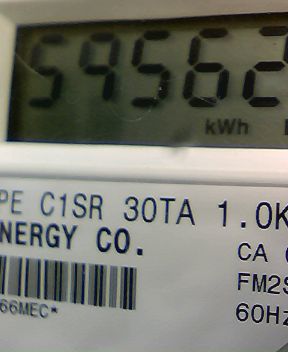 59562
kWh
PE C1SR 30TA 1.0K
NERGY CO.
CA
FM2S
66MEC*
60Hz